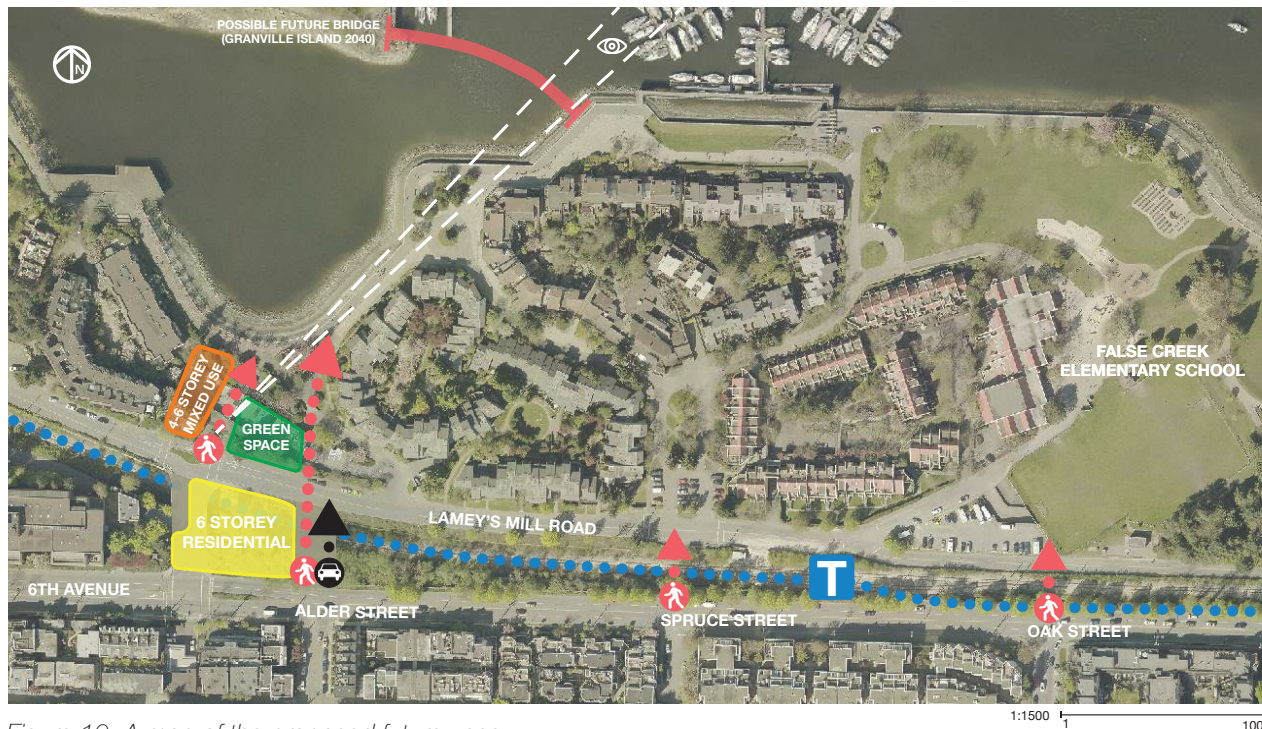 POSSIBLE FUTURE BRIDGE
(GRANVILLE ISLAND 2040)
N
4-6 STOREY
MIXED USE
GREEN
SPACE
FALSE CREEK
ELEMENTARY SCHOOL
6 STOREY
RESIDENTIAL
LAMEY'S MILL ROAD
T
6TH AVENUE
ALDER STREET
SPRUCE STREET
OAK STREET
1:1500
1
100